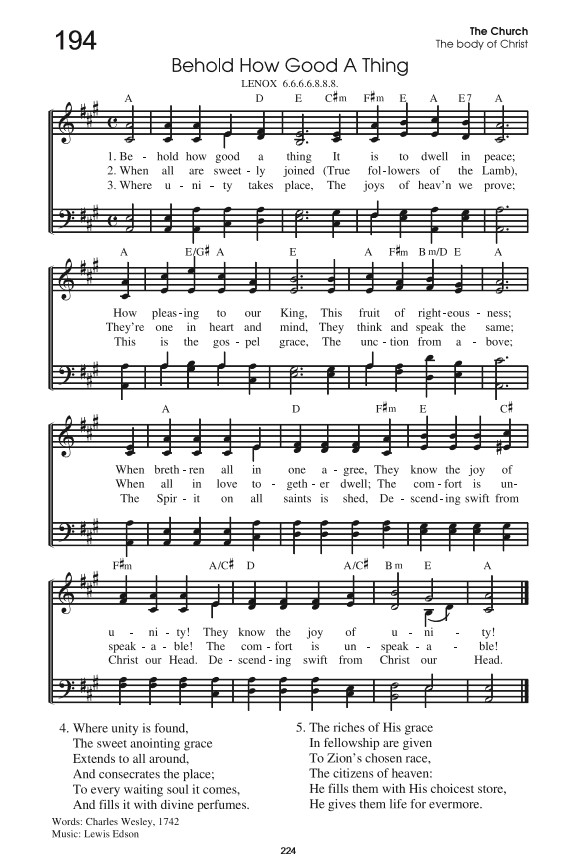 194
The Church
The body of Christ
Behold How Good A Thing
LENOX 6.6.6.6.8.8.8.
A D E C♯m F♯m E A E7 A
1. Be - hold how good a thing It is to dwell in peace;
2. When all are sweet - ly joined (True fol - lowers of the Lamb),
3. Where u - ni - ty takes place, The joys of heav'n we prove;
A E/G♯ A E A F♯m Bm/D E A
How pleas - ing to our King, This fruit of right - eous - ness;
They're one in heart and mind, They think and speak the same;
This is the gos - pel grace, The unc - tion from a - bove;
A D F♯m E C♯
When breth - ren all in one a - gree, They know the joy of
When all in love to - geth - er dwell; The com - fort is un-
The Spir - it on all saints is shed, De - scend - ing swift from
F♯m A/C♯ D A/C♯ Bm E A
u - ni - ty! They know the joy of u - ni - ty!
speak - a - ble! The com - fort is un - speak - a - ble!
Christ our Head. De - scend - ing swift from Christ our Head.
4. Where unity is found,
The sweet anointing grace
Extends to all around,
And consecrates the place;
To every waiting soul it comes,
And fills it with divine perfumes.
5. The riches of His grace
In fellowship are given
To Zion's chosen race,
The citizens of heaven:
He fills them with His choicest store,
He gives them life for evermore.
Words: Charles Wesley, 1742
Music: Lewis Edson
224